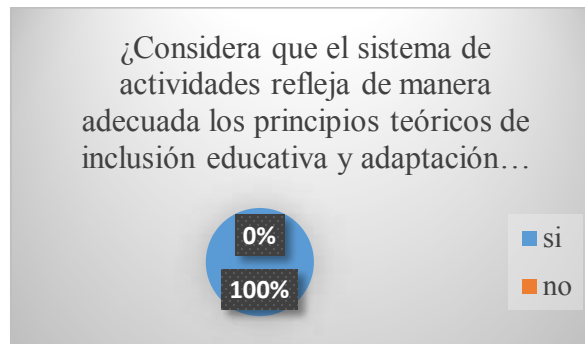 ¿Considera que el sistema de
actividades refleja de manera
adecuada los principios teóricos de
inclusión educativa y adaptación…
0%
100%
si
no